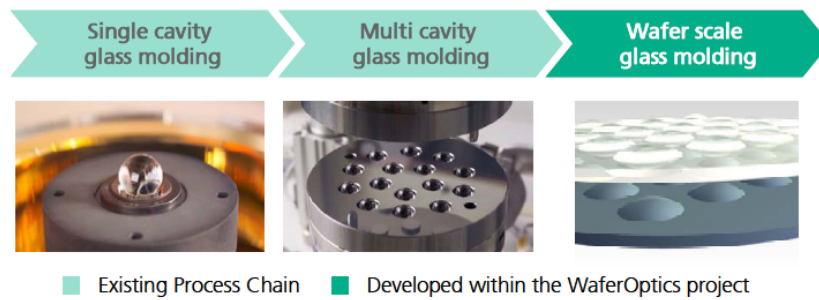 Single cavity
glass molding
Multi cavity
glass molding
Wafer scale
glass molding
Existing Process Chain
Developed within the WaferOptics project